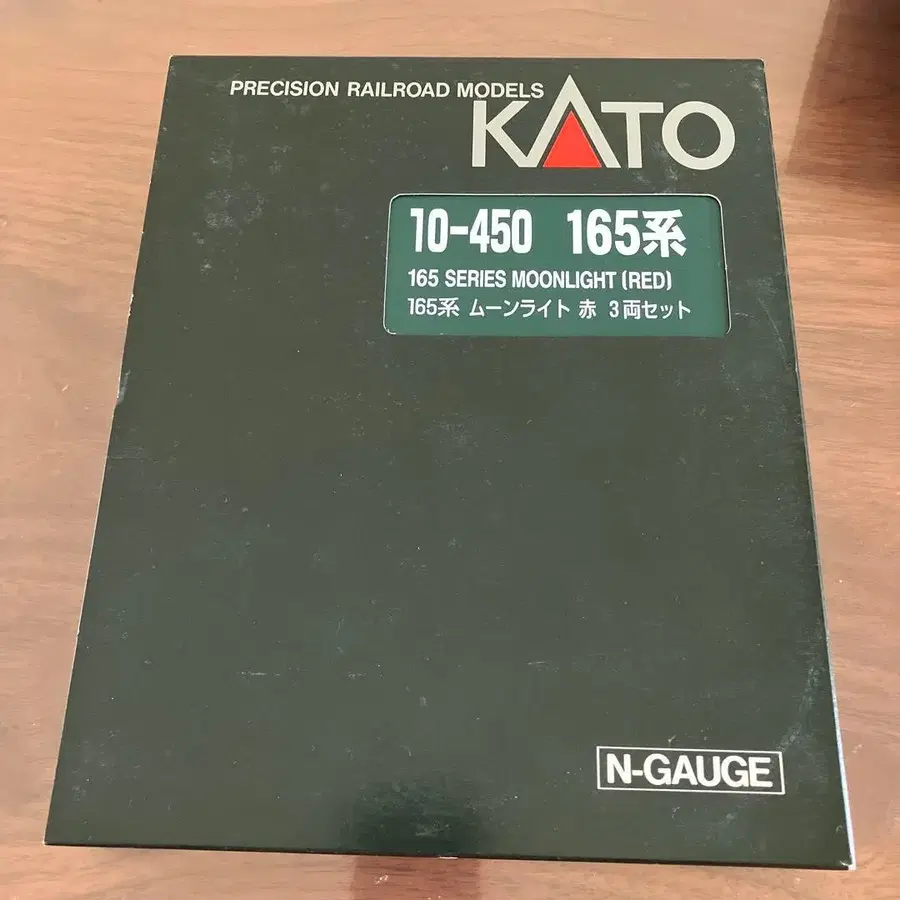 PRECISION RAILROAD MODELS
KATO
10-450 165系
165 SERIES MOONLIGHT (RED)
165系 ムーンライト 赤 3両セット
N-GAUGE